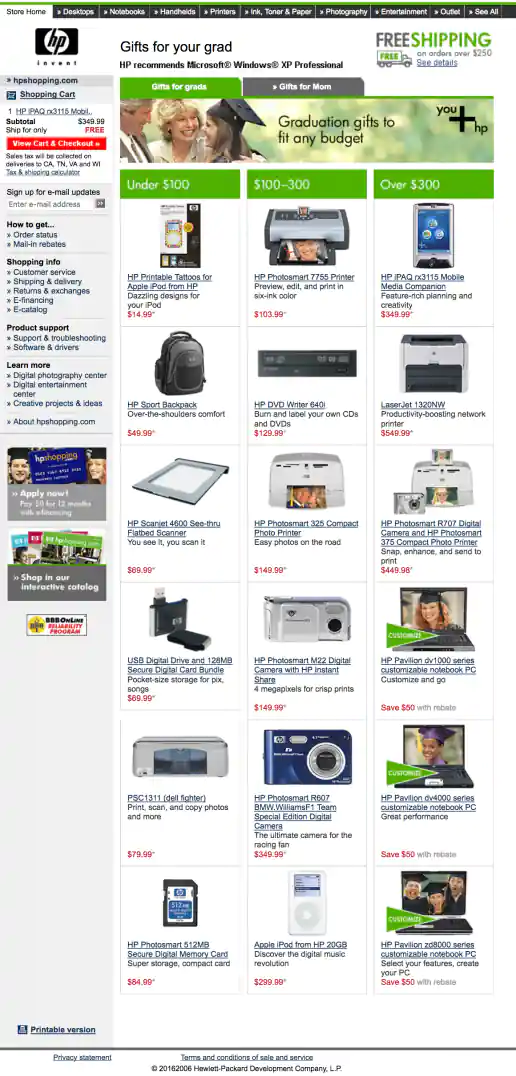 Store Home
» Desktops
» Notebooks
» Handhelds
» Printers
» Ink, Toner & Paper
» Photography
» Entertainment
» Outlet
» See All
hp
invent
Gifts for your grad
HP recommends Microsoft® Windows® XP Professional
FREESHIPPING
FREE
on orders over $250
See details
» hpshopping.com
Shopping Cart
1 HP iPAQ rx3115 Mobil..
Subtotal $349.99
Ship for only FREE
View Cart & Checkout »
Sales tax will be collected on
deliveries to CA, TN, VA and WI
Tax & shipping calculator
Sign up for e-mail updates
Enter e-mail address
»
How to get...
» Order status
» Mail-in rebates
Shopping info
» Customer service
» Shipping & delivery
» Returns & exchanges
» E-financing
» E-catalog
Product support
» Support & troubleshooting
» Software & drivers
Learn more
» Digital photography center
» Digital entertainment
center
» Creative projects & ideas
» About hpshopping.com
hpshopping
» Apply now!
Pay $0 for 12 months
with eFinancing
» Shop in our
interactive catalog
BBBOnLine
RELIABILITY
PROGRAM
Printable version
Gifts for grads
» Gifts for Mom
Graduation gifts to
fit any budget
you
+hp
Under $100
$100–300
Over $300
HP Printable Tattoos for
Apple iPod from HP
Dazzling designs for
your iPod
$14.99*
HP Photosmart 7755 Printer
Preview, edit, and print in
six-ink color
$103.99*
HP iPAQ rx3115 Mobile
Media Companion
Feature-rich planning and
creativity
$349.99*
HP Sport Backpack
Over-the-shoulders comfort
$49.99*
HP DVD Writer 640i
Burn and label your own CDs
and DVDs
$129.99*
LaserJet 1320NW
Productivity-boosting network
printer
$549.99*
HP Scanjet 4600 See-thru
Flatbed Scanner
You see it, you scan it
$69.99*
HP Photosmart 325 Compact
Photo Printer
Easy photos on the road
$149.99*
HP Photosmart R707 Digital
Camera and HP Photosmart
375 Compact Photo Printer
Snap, enhance, and send to
print
$449.98*
USB Digital Drive and 128MB
Secure Digital Card Bundle
Pocket-size storage for pix,
songs
$69.99*
HP Photosmart M22 Digital
Camera with HP Instant
Share
4 megapixels for crisp prints
$149.99*
CUSTOMIZE
HP Pavilion dv1000 series
customizable notebook PC
Customize and go
Save $50 with rebate
PSC1311 (dell fighter)
Print, scan, and copy photos
and more
$79.99*
HP Photosmart R607
BMW,WilliamsF1 Team
Special Edition Digital
Camera
The ultimate camera for the
racing fan
$349.99*
CUSTOMIZE
HP Pavilion dv4000 series
customizable notebook PC
Great performance
Save $50 with rebate
512MB
HP Photosmart 512MB
Secure Digital Memory Card
Super storage, compact card
$84.99*
Apple iPod from HP 20GB
Discover the digital music
revolution
$299.99*
CUSTOMIZE
HP Pavilion zd8000 series
customizable notebook PC
Select your features, create
your PC
Save $50 with rebate
Privacy statement
Terms and conditions of sale and service
© 20162006 Hewlett-Packard Development Company, L.P.